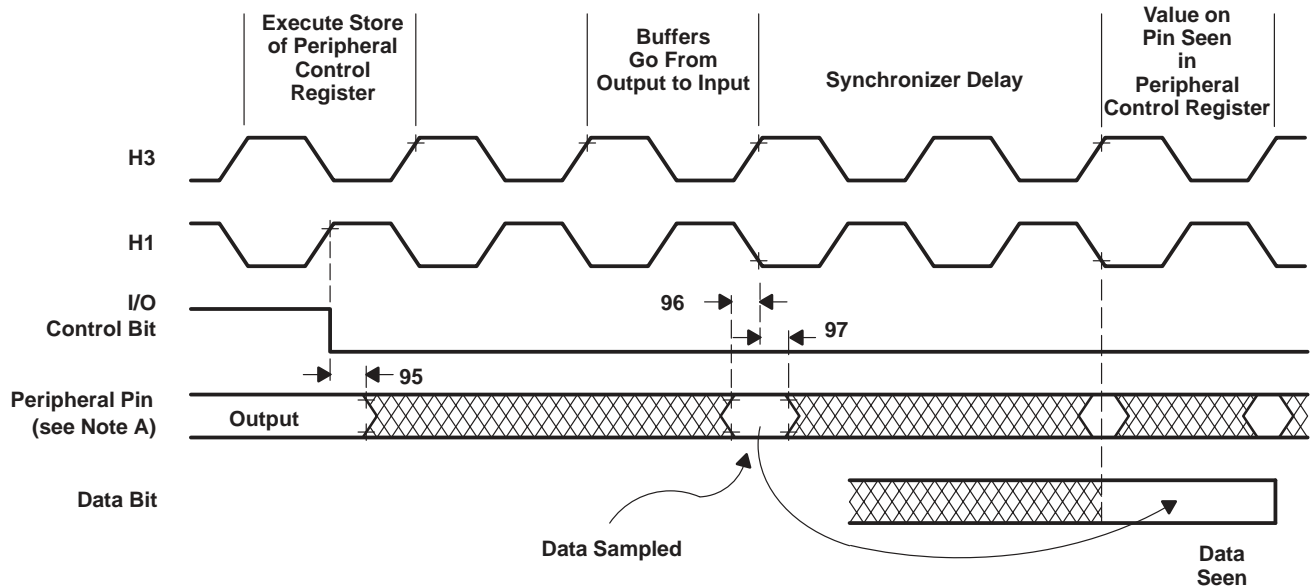 Execute Store
of Peripheral
Control
Register
Buffers
Go From
Output to Input
Synchronizer Delay
Value on
Pin Seen
in
Peripheral
Control Register
H3
H1
I/O
Control Bit
96
97
95
Peripheral Pin
(see Note A)
Output
Data Bit
Data Sampled
Data
Seen